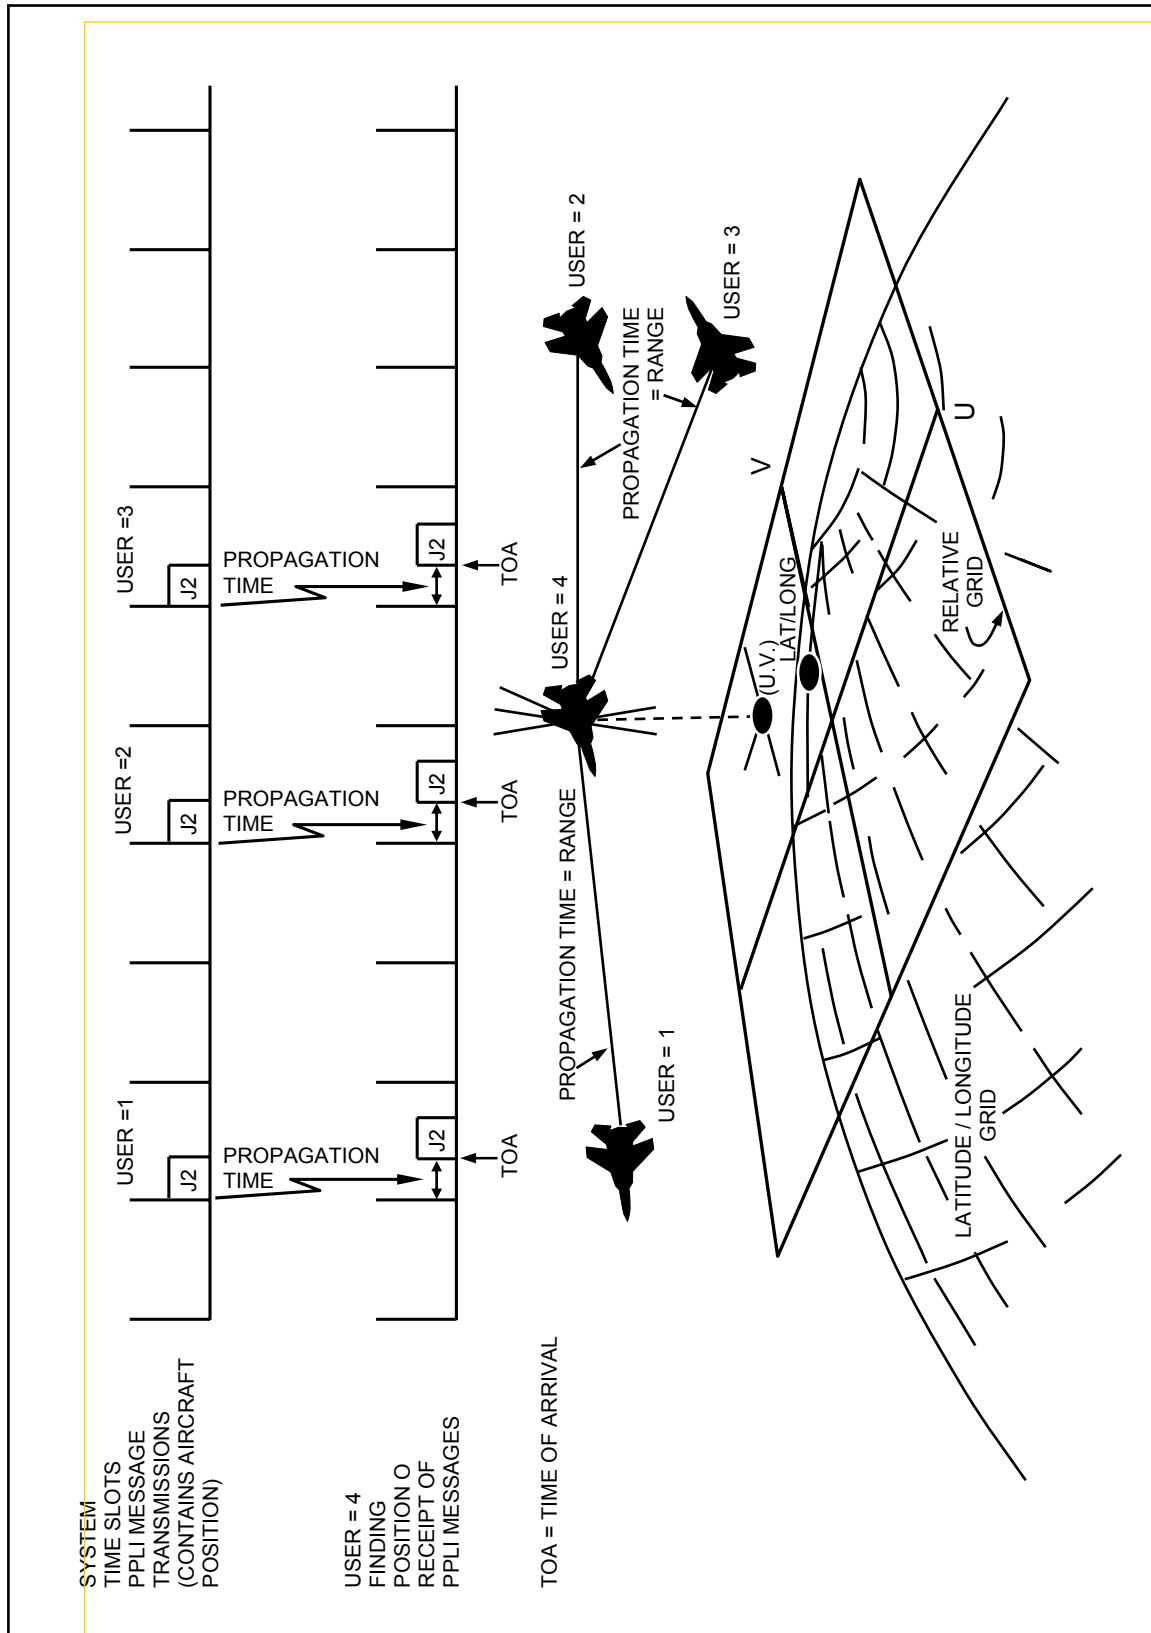 SYSTEM
TIME SLOTS
PPLI MESSAGE
TRANSMISSIONS
(CONTAINS AIRCRAFT
POSITION)
USER =1
J2
PROPAGATION
TIME
USER =2
J2
PROPAGATION
TIME
USER =3
J2
PROPAGATION
TIME
USER = 4
FINDING
POSITION O
RECEIPT OF
PPLI MESSAGES
J2
TOA
J2
TOA
J2
TOA
TOA = TIME OF ARRIVAL
USER = 1
PROPAGATION TIME = RANGE
USER = 4
USER = 2
PROPAGATION TIME
= RANGE
USER = 3
V
(U.V.)
LAT/LONG
U
RELATIVE
GRID
LATITUDE / LONGITUDE
GRID